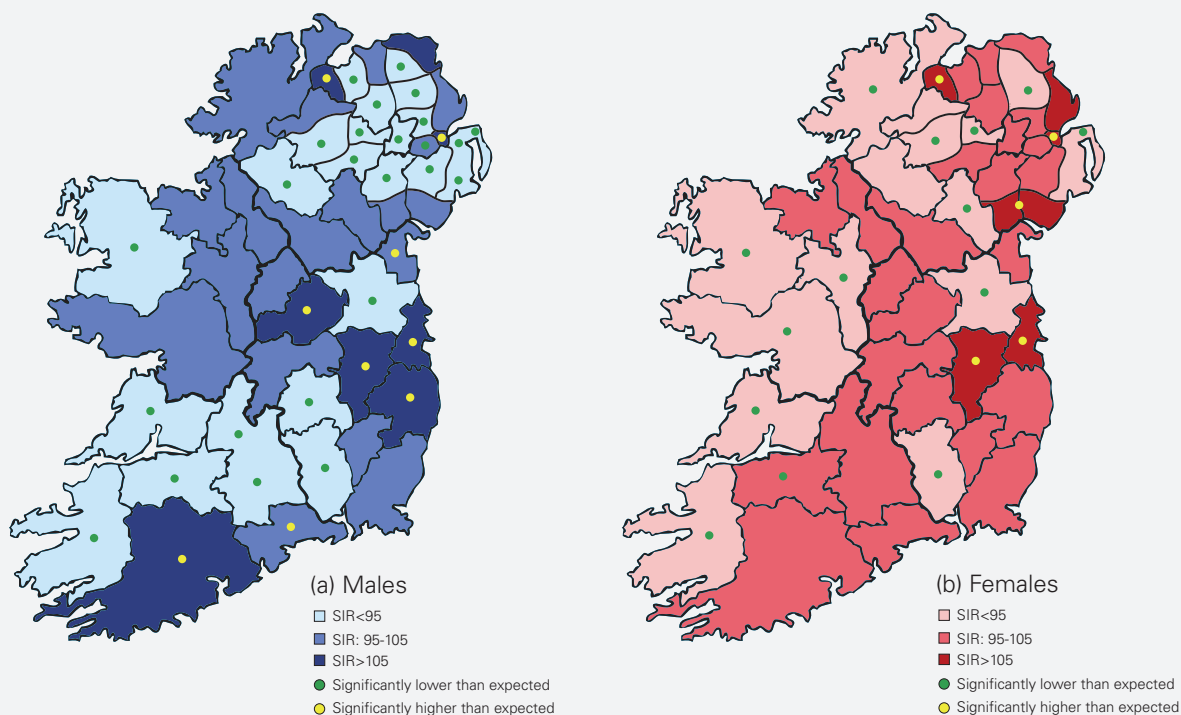 (a) Males
SIR<95
SIR: 95-105
SIR>105
Significantly lower than expected
Significantly higher than expected
(b) Females
SIR<95
SIR: 95-105
SIR>105
Significantly lower than expected
Significantly higher than expected